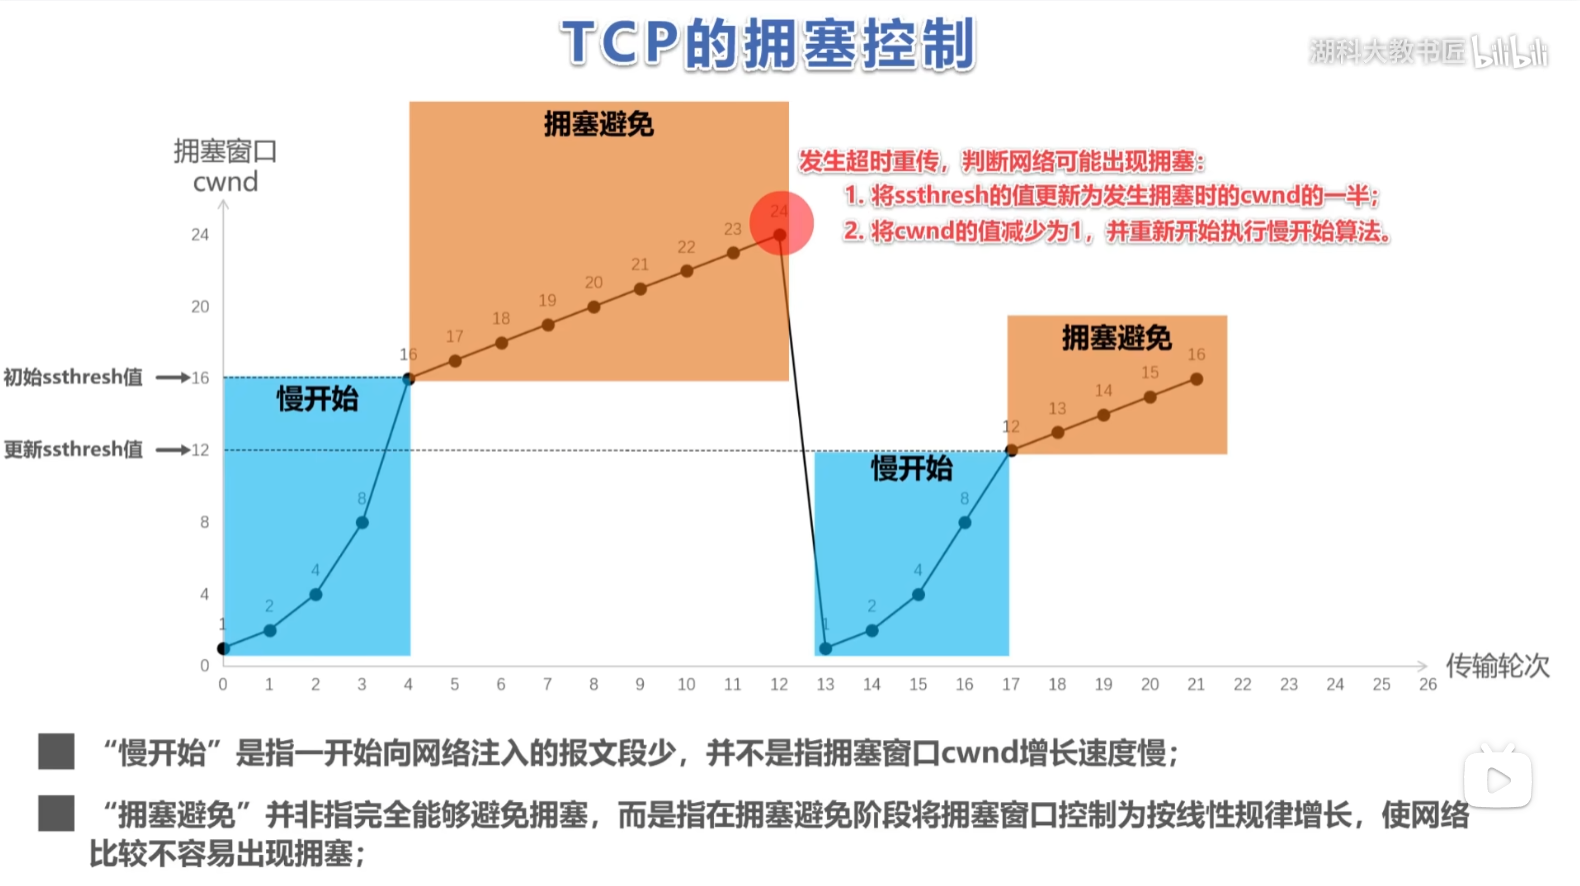 TCP的拥塞控制
湖科大教书匠 bilibili
拥塞避免
拥塞窗口
cwnd
发生超时重传，判断网络可能出现拥塞：
1. 将ssthresh的值更新为发生拥塞时的cwnd的一半；
2. 将cwnd的值减少为1，并重新开始执行慢开始算法。
24
24
23
22
21
20
19
18
17
16
20
初始ssthresh值
16
慢开始
拥塞避免
16
15
14
13
12
更新ssthresh值
12
慢开始
8
8
8
4
4
4
2
2
1
1
0
0 1 2 3 4 5 6 7 8 9 10 11 12 13 14 15 16 17 18 19 20 21 22 23 24 25 26
传输轮次
“慢开始”是指一开始向网络注入的报文段少，并不是指拥塞窗口cwnd增长速度慢；
“拥塞避免”并非指完全能够避免拥塞，而是指在拥塞避免阶段将拥塞窗口控制为按线性规律增长，使网络
比较不容易出现拥塞；